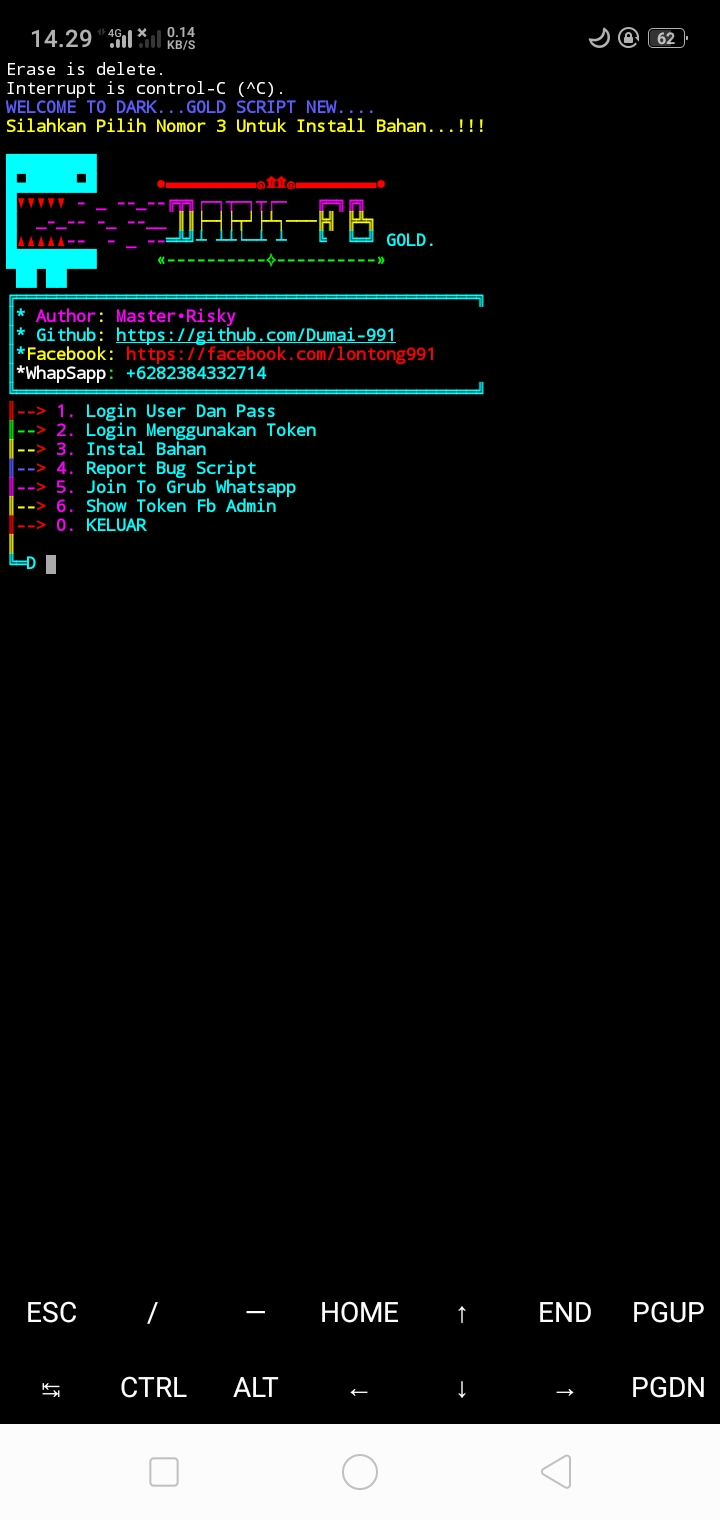 14.29 4G 0.14 KB/S 62
Erase is delete.
Interrupt is control-C (^C).
WELCOME TO DARK...GOLD SCRIPT NEW....
Silahkan Pilih Nomor 3 Untuk Install Bahan...!!!
GOLD.
* Author: Master•Risky
* Github: https://github.com/Dumai-991
*Facebook: https://facebook.com/lontong991
*WhapSapp: +6282384332714
--> 1. Login User Dan Pass
--> 2. Login Menggunakan Token
--> 3. Instal Bahan
--> 4. Report Bug Script
--> 5. Join To Grub Whatsapp
--> 6. Show Token Fb Admin
--> 0. KELUAR
╚═D
ESC / — HOME ↑ END PGUP
↹ CTRL ALT ← ↓ → PGDN